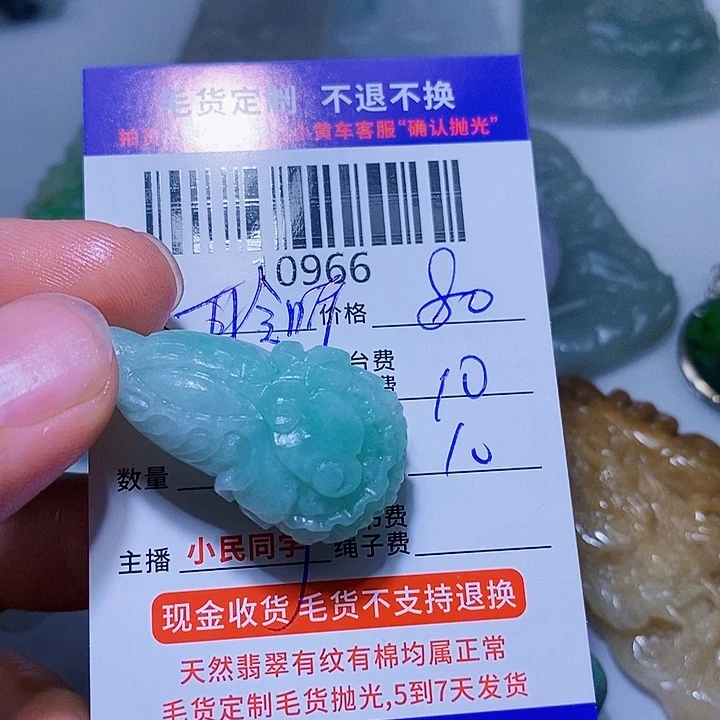 毛货定制 不退不换
小黄车客服“确认抛光”
10966
价格 80
台费
费 10
10
数量
费
主播 小民同学 绳子费
现金收货 毛货不支持退换
天然翡翠有纹有棉均属正常
毛货定制毛货抛光,5到7天发货